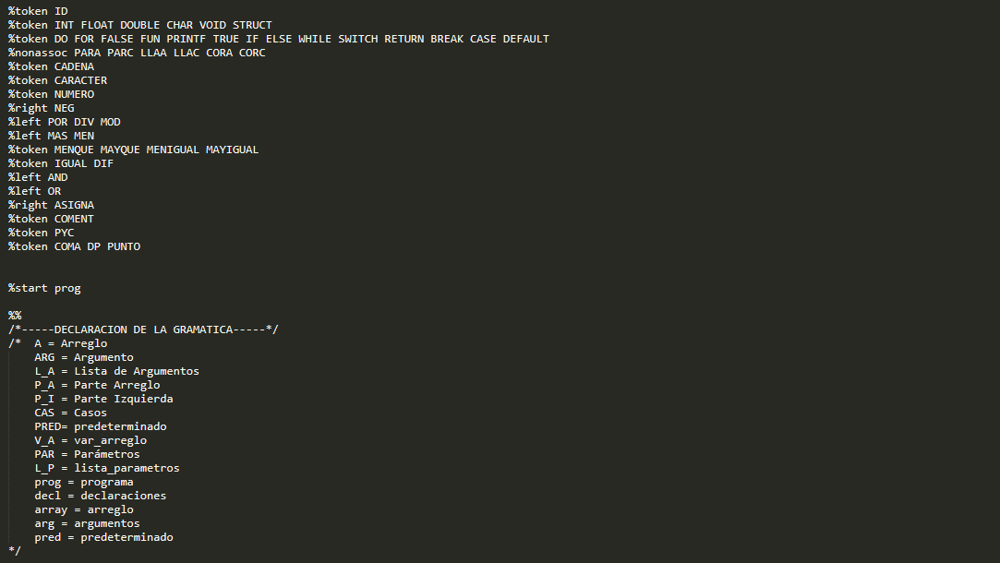 %token ID
%token INT FLOAT DOUBLE CHAR VOID STRUCT
%token DO FOR FALSE FUN PRINTF TRUE IF ELSE WHILE SWITCH RETURN BREAK CASE DEFAULT
%nonassoc PARA PARC LLAA LLAC CORA CORC
%token CADENA
%token CARACTER
%token NUMERO
%right NEG
%left POR DIV MOD
%left MAS MEN
%token MENQUE MAYQUE MENIGUAL MAYIGUAL
%token IGUAL DIF
%left AND
%left OR
%right ASIGNA
%token COMENT
%token PYC
%token COMA DP PUNTO
%start prog
%%
/*-----DECLARACION DE LA GRAMATICA-----*/
/*  A = Arreglo
    ARG = Argumento
    L_A = Lista de Argumentos
    P_A = Parte Arreglo
    P_I = Parte Izquierda
    CAS = Casos
    PRED= predeterminado
    V_A = var_arreglo
    PAR = Parámetros
    L_P = lista_parametros
    prog = programa
    decl = declaraciones
    array = arreglo
    arg = argumentos
    pred = predeterminado
*/